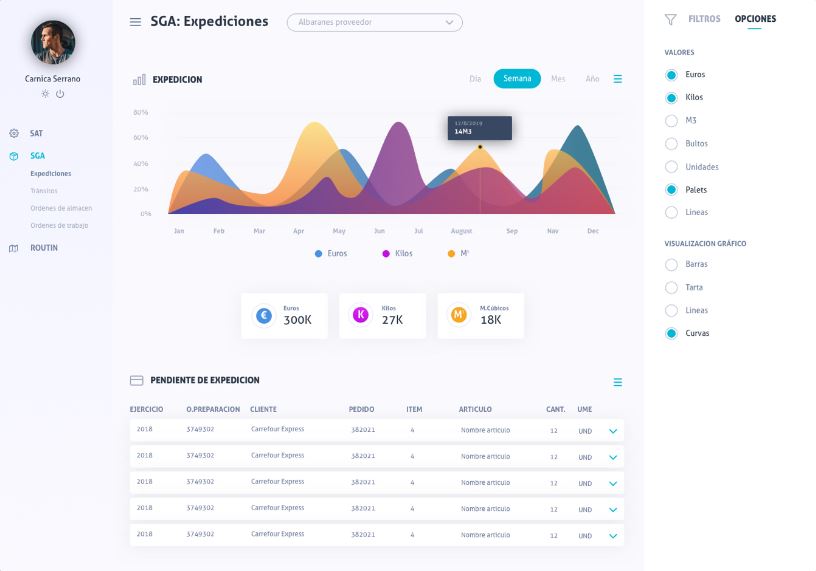 SGA: Expediciones
Albaranes proveedor
FILTROS OPCIONES
Carnica Serrano
SAT
SGA
Expediciones
Tránsitos
Ordenes de almacen
Ordenes de trabajo
ROUTIN
EXPEDICION
Día Semana Mes Año
80%
60%
40%
20%
0%
12/8/2019
14M3
Jan Feb Mar Apr May Jun Jul August Sep Nav Dec
Euros Kilos M³
€ Euros 300K
K Kilos 27K
M M.Cúbicos 18K
PENDIENTE DE EXPEDICION
EJERCICIO O.PREPARACION CLIENTE PEDIDO ITEM ARTICULO CANT. UME
2018 3749302 Carrefour Express 382021 4 Nombre articulo 12 UND
2018 3749302 Carrefour Express 382021 4 Nombre articulo 12 UND
2018 3749302 Carrefour Express 382021 4 Nombre articulo 12 UND
2018 3749302 Carrefour Express 382021 4 Nombre articulo 12 UND
2018 3749302 Carrefour Express 382021 4 Nombre articulo 12 UND
VALORES
Euros
Kilos
M3
Bultos
Unidades
Palets
Lineas
VISUALIZACION GRÁFICO
Barras
Tarta
Lineas
Curvas